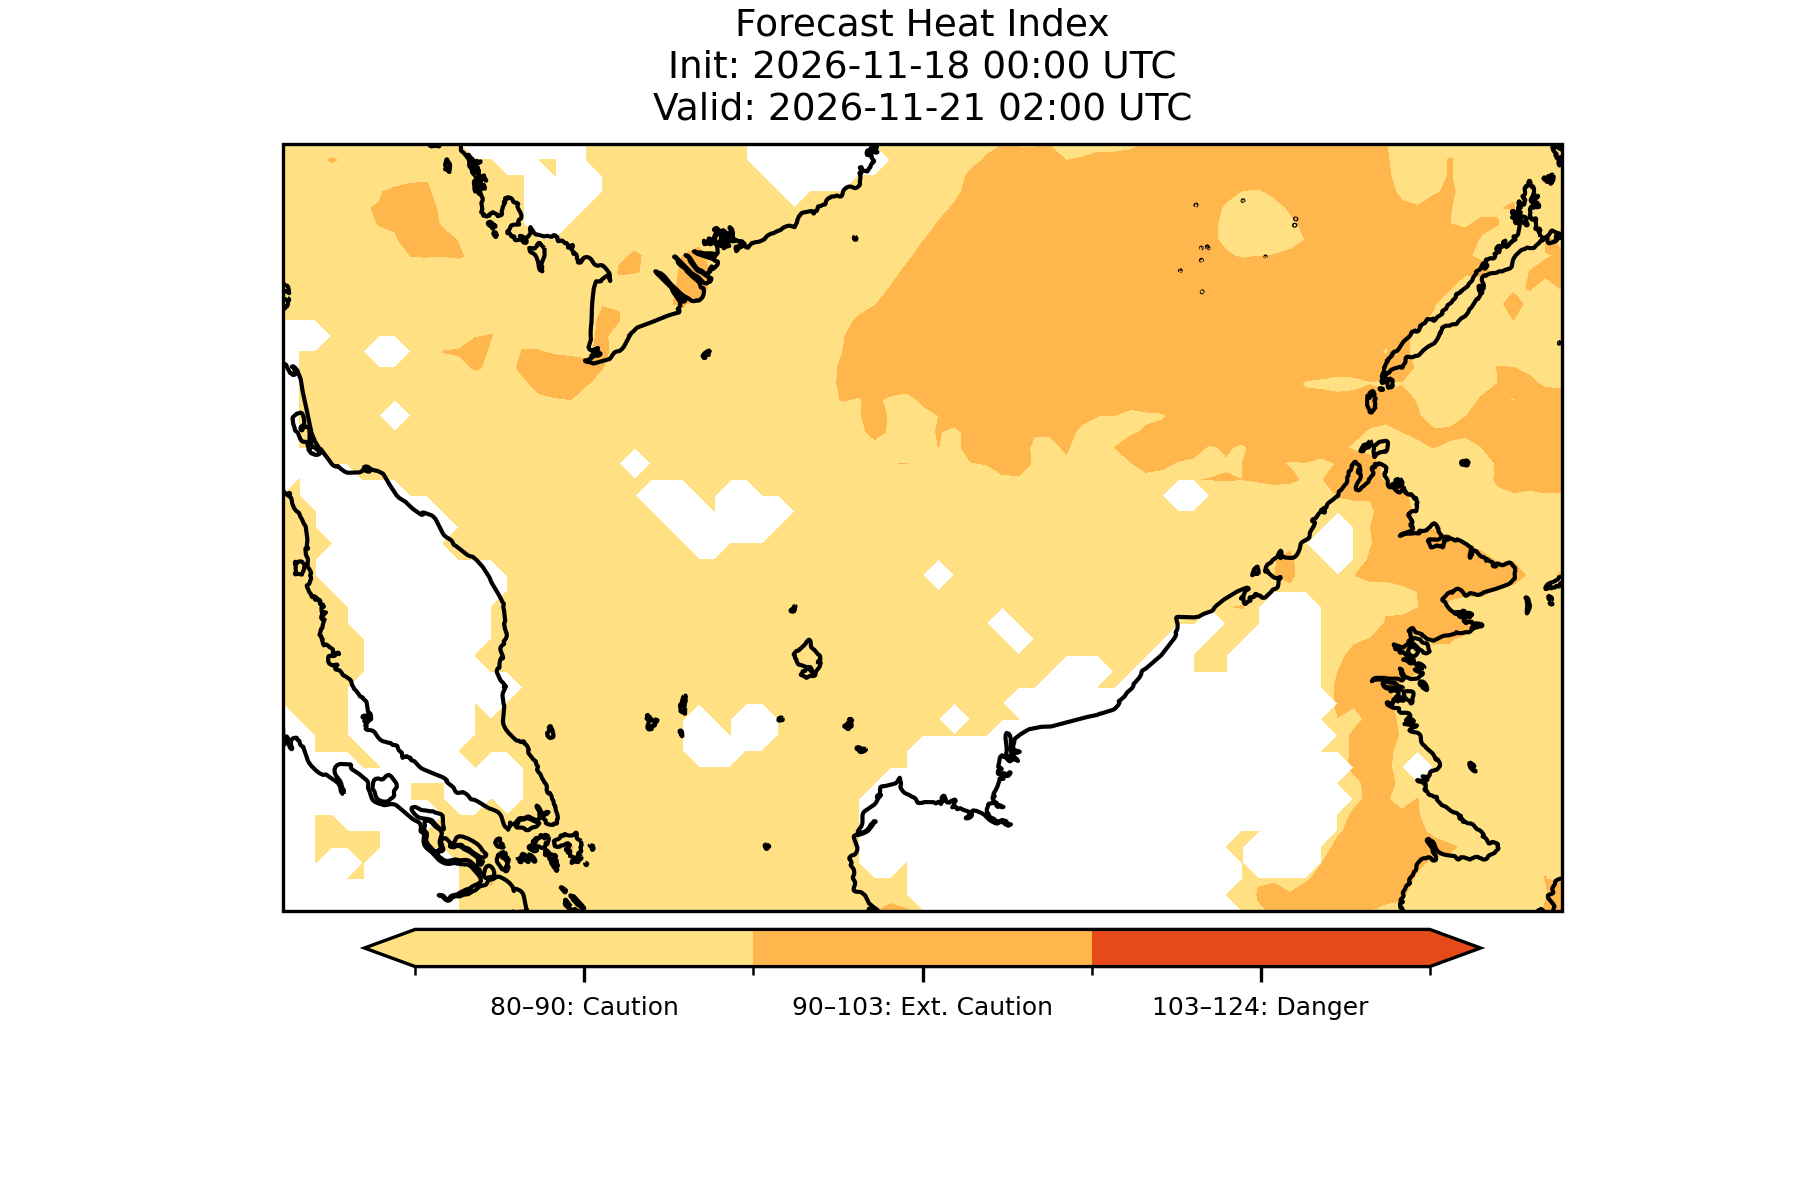 Forecast Heat Index
Init: 2026-11-18 00:00 UTC
Valid: 2026-11-21 02:00 UTC
80–90: Caution
90–103: Ext. Caution
103–124: Danger